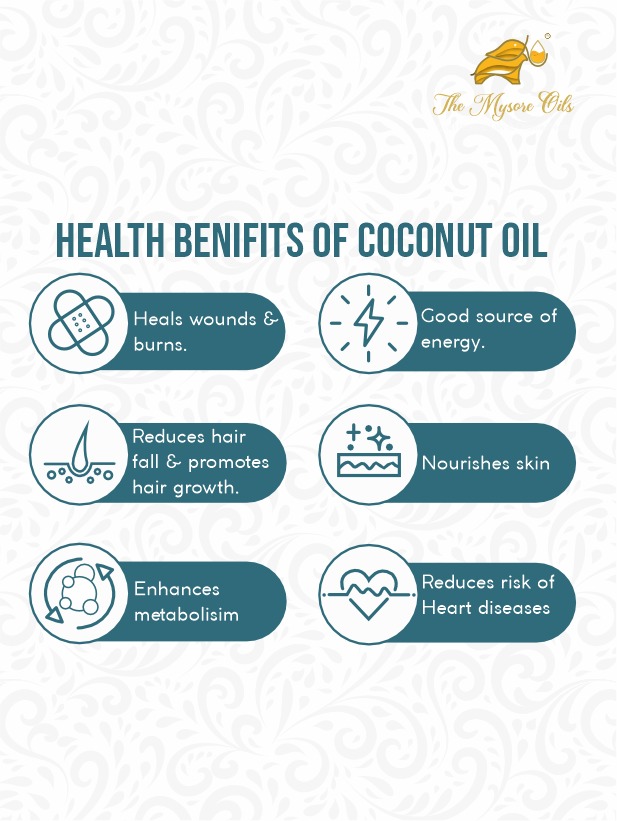 The Mysore Oils
HEALTH BENIFITS OF COCONUT OIL
Heals wounds &
burns.
Good source of
energy.
Reduces hair
fall & promotes
hair growth.
Nourishes skin
Enhances
metabolisim
Reduces risk of
Heart diseases